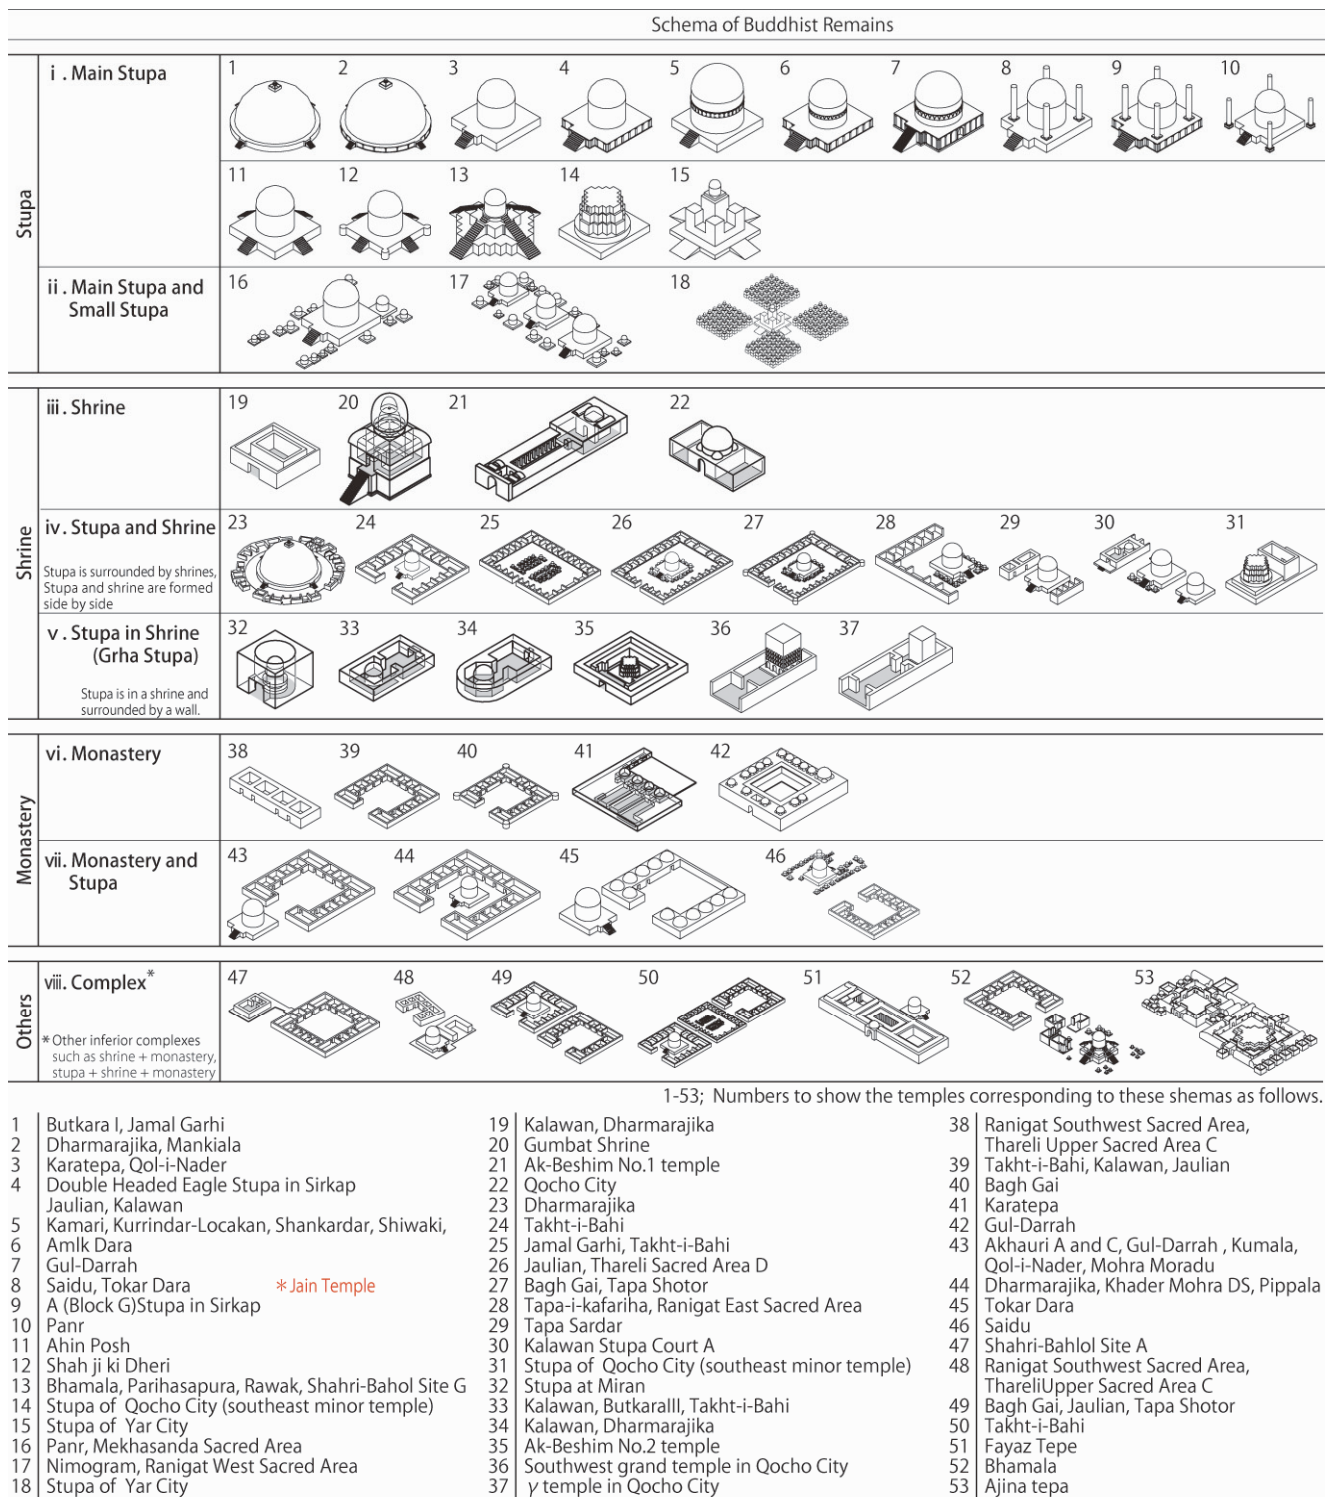 Schema of Buddhist Remains
Stupa
i . Main Stupa
1 2 3 4 5 6 7 8 9 10
11 12 13 14 15
ii . Main Stupa and
Small Stupa
16 17 18
Shrine
iii. Shrine
19 20 21 22
iv. Stupa and Shrine
Stupa is surrounded by shrines,
Stupa and shrine are formed
side by side
23 24 25 26 27 28 29 30 31
v . Stupa in Shrine
(Grha Stupa)
Stupa is in a shrine and
surrounded by a wall.
32 33 34 35 36 37
Monastery
vi. Monastery
38 39 40 41 42
vii. Monastery and
Stupa
43 44 45 46
Others
viii. Complex*
* Other inferior complexes
such as shrine + monastery,
stupa + shrine + monastery
47 48 49 50 51 52 53
1-53; Numbers to show the temples corresponding to these shemas as follows.
1 Butkara I, Jamal Garhi
2 Dharmarajika, Mankiala
3 Karatepa, Qol-i-Nader
4 Double Headed Eagle Stupa in Sirkap
Jaulian, Kalawan
5 Kamari, Kurrindar-Locakan, Shankardar, Shiwaki,
6 Amlk Dara
7 Gul-Darrah
8 Saidu, Tokar Dara *Jain Temple
9 A (Block G)Stupa in Sirkap
10 Panr
11 Ahin Posh
12 Shah ji ki Dheri
13 Bhamala, Parihasapura, Rawak, Shahri-Bahol Site G
14 Stupa of Qocho City (southeast minor temple)
15 Stupa of Yar City
16 Panr, Mekhasanda Sacred Area
17 Nimogram, Ranigat West Sacred Area
18 Stupa of Yar City
19 Kalawan, Dharmarajika
20 Gumbat Shrine
21 Ak-Beshim No.1 temple
22 Qocho City
23 Dharmarajika
24 Takht-i-Bahi
25 Jamal Garhi, Takht-i-Bahi
26 Jaulian, Thareli Sacred Area D
27 Bagh Gai, Tapa Shotor
28 Tapa-i-kafariha, Ranigat East Sacred Area
29 Tapa Sardar
30 Kalawan Stupa Court A
31 Stupa of Qocho City (southeast minor temple)
32 Stupa at Miran
33 Kalawan, ButkaraIII, Takht-i-Bahi
34 Kalawan, Dharmarajika
35 Ak-Beshim No.2 temple
36 Southwest grand temple in Qocho City
37 γ temple in Qocho City
38 Ranigat Southwest Sacred Area,
Thareli Upper Sacred Area C
39 Takht-i-Bahi, Kalawan, Jaulian
40 Bagh Gai
41 Karatepa
42 Gul-Darrah
43 Akhauri A and C, Gul-Darrah , Kumala,
Qol-i-Nader, Mohra Moradu
44 Dharmarajika, Khader Mohra DS, Pippala
45 Tokar Dara
46 Saidu
47 Shahri-Bahlol Site A
48 Ranigat Southwest Sacred Area,
ThareliUpper Sacred Area C
49 Bagh Gai, Jaulian, Tapa Shotor
50 Takht-i-Bahi
51 Fayaz Tepe
52 Bhamala
53 Ajina tepa